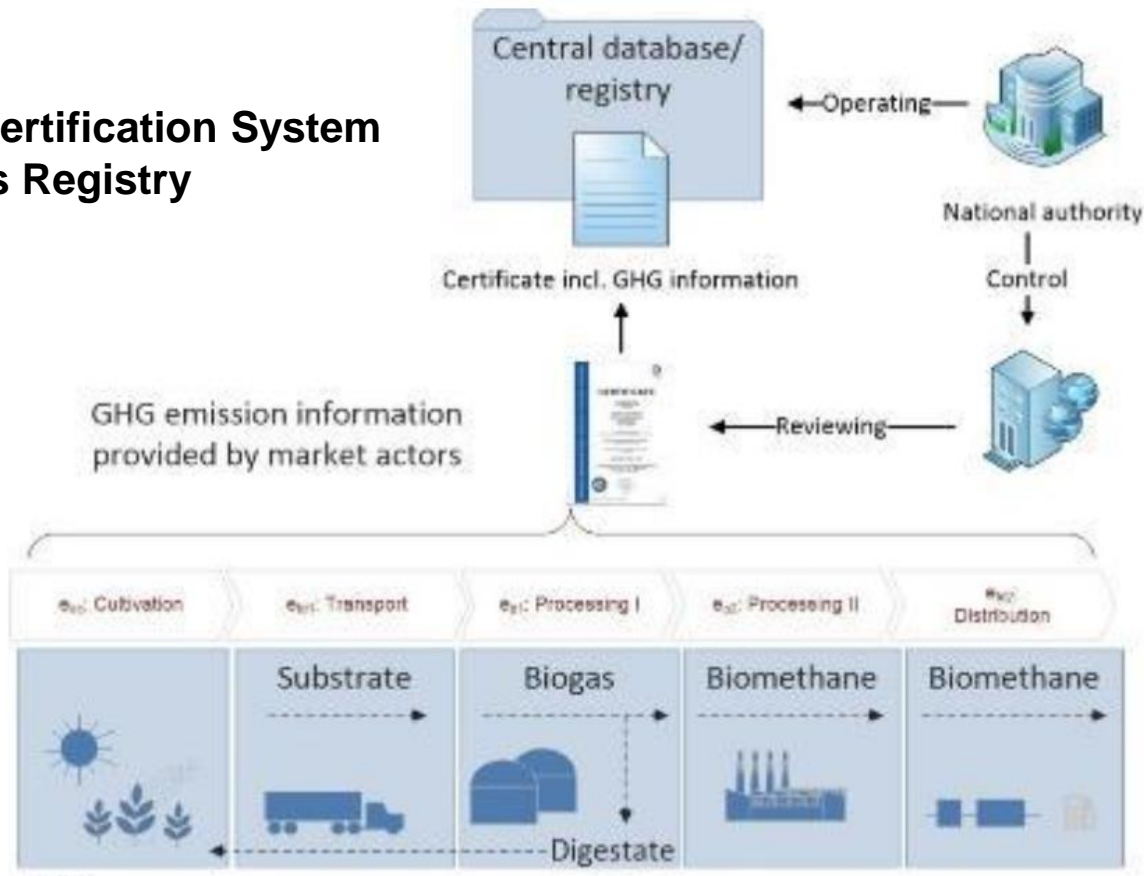 ertification System
s Registry
Central database/
registry
Operating
National authority
Control
Certificate incl. GHG information
GHG emission information
provided by market actors
Reviewing
Cultivation
Transport
Processing I
Processing II
Distribution
Substrate
Biogas
Biomethane
Biomethane
Digestate